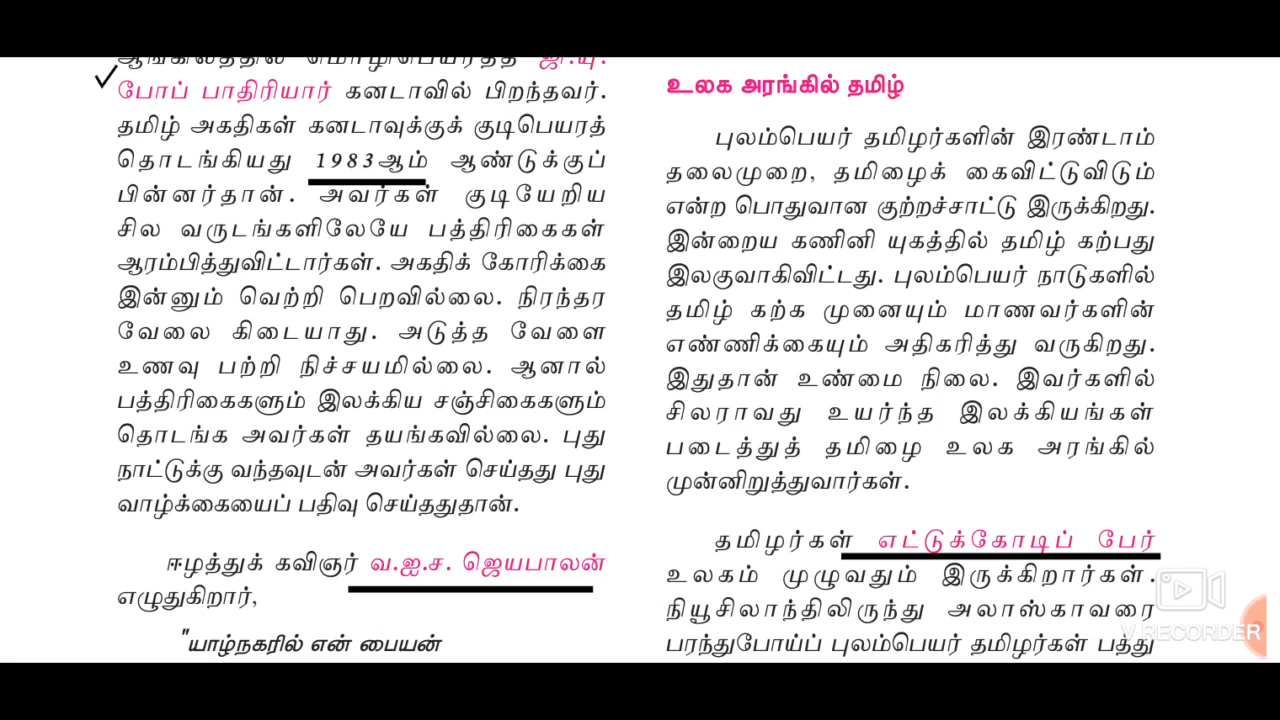 ஆங்கிலத்தில் மொழிபெயர்த்த ஜி.யு.
போப் பாதிரியார் கனடாவில் பிறந்தவர்.
தமிழ் அகதிகள் கனடாவுக்குக் குடிபெயரத்
தொடங்கியது 1983ஆம் ஆண்டுக்குப்
பின்னர்தான். அவர்கள் குடியேறிய
சில வருடங்களிலேயே பத்திரிகைகள்
ஆரம்பித்துவிட்டார்கள். அகதிக் கோரிக்கை
இன்னும் வெற்றி பெறவில்லை. நிரந்தர
வேலை கிடையாது. அடுத்த வேளை
உணவு பற்றி நிச்சயமில்லை. ஆனால்
பத்திரிகைகளும் இலக்கிய சஞ்சிகைகளும்
தொடங்க அவர்கள் தயங்கவில்லை. புது
நாட்டுக்கு வந்தவுடன் அவர்கள் செய்தது புது
வாழ்க்கையைப் பதிவு செய்ததுதான்.
ஈழத்துக் கவிஞர் வ.ஐ.ச. ஜெயபாலன்
எழுதுகிறார்,
"யாழ்நகரில் என் பையன்
உலக அரங்கில் தமிழ்
புலம்பெயர் தமிழர்களின் இரண்டாம்
தலைமுறை, தமிழைக் கைவிட்டுவிடும்
என்ற பொதுவான குற்றச்சாட்டு இருக்கிறது.
இன்றைய கணினி யுகத்தில் தமிழ் கற்பது
இலகுவாகிவிட்டது. புலம்பெயர் நாடுகளில்
தமிழ் கற்க முனையும் மாணவர்களின்
எண்ணிக்கையும் அதிகரித்து வருகிறது.
இதுதான் உண்மை நிலை. இவர்களில்
சிலராவது உயர்ந்த இலக்கியங்கள்
படைத்துத் தமிழை உலக அரங்கில்
முன்னிறுத்துவார்கள்.
தமிழர்கள் எட்டுக்கோடிப் பேர்
உலகம் முழுவதும் இருக்கிறார்கள்.
நியூசிலாந்திலிருந்து அலாஸ்காவரை
பரந்துபோய்ப் புலம்பெயர் தமிழர்கள் பத்து
V RECORDER